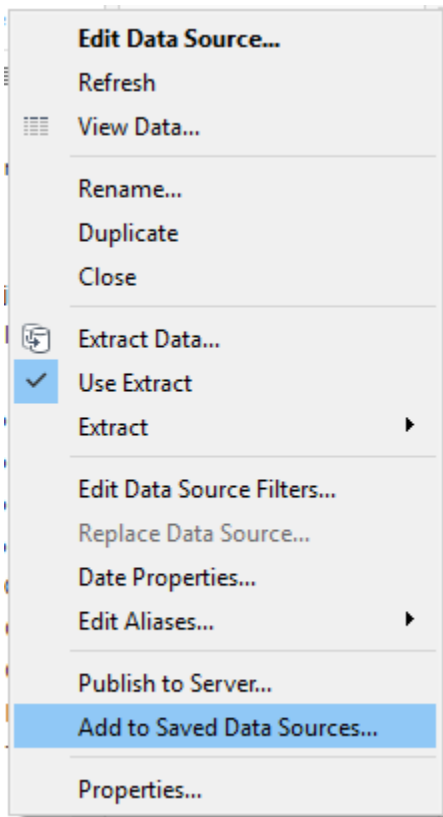 Edit Data Source...
Refresh
View Data...
Rename...
Duplicate
Close
Extract Data...
Use Extract
Extract
Edit Data Source Filters...
Replace Data Source...
Date Properties...
Edit Aliases...
Publish to Server...
Add to Saved Data Sources...
Properties...